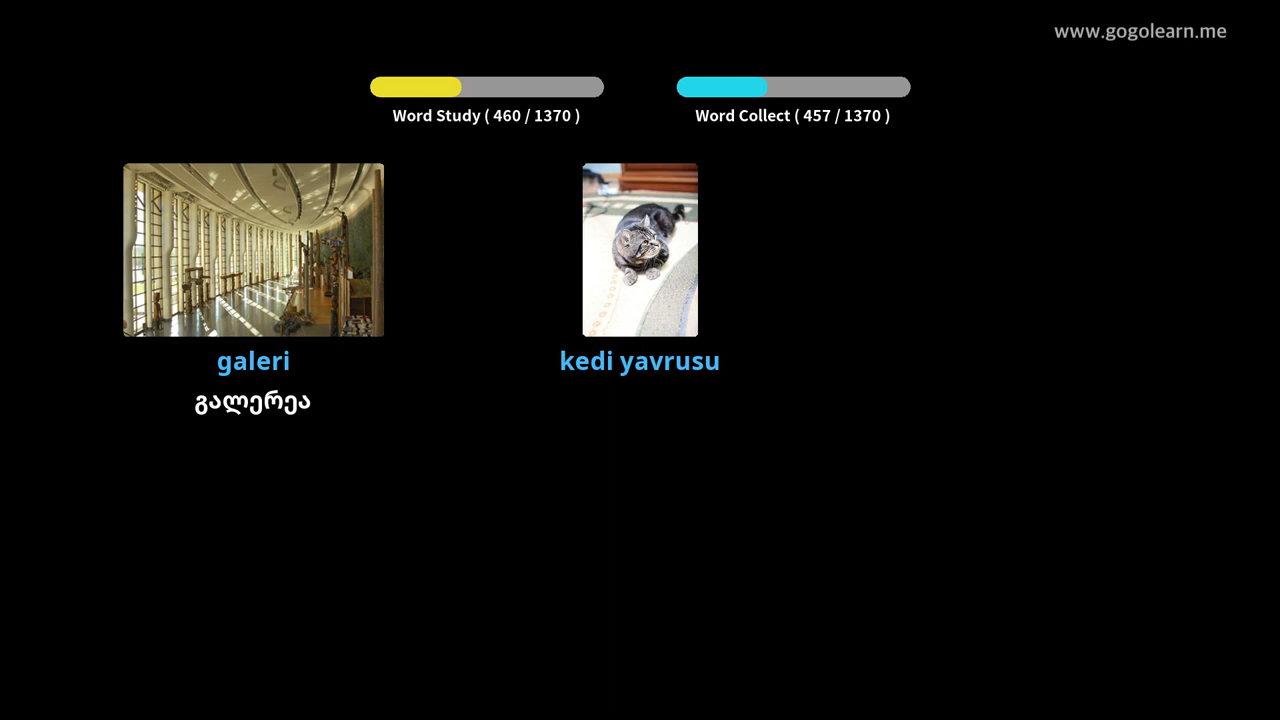 www.gogolearn.me
Word Study ( 460 / 1370 )
Word Collect ( 457 / 1370 )
galeri
kedi yavrusu
გალერეა